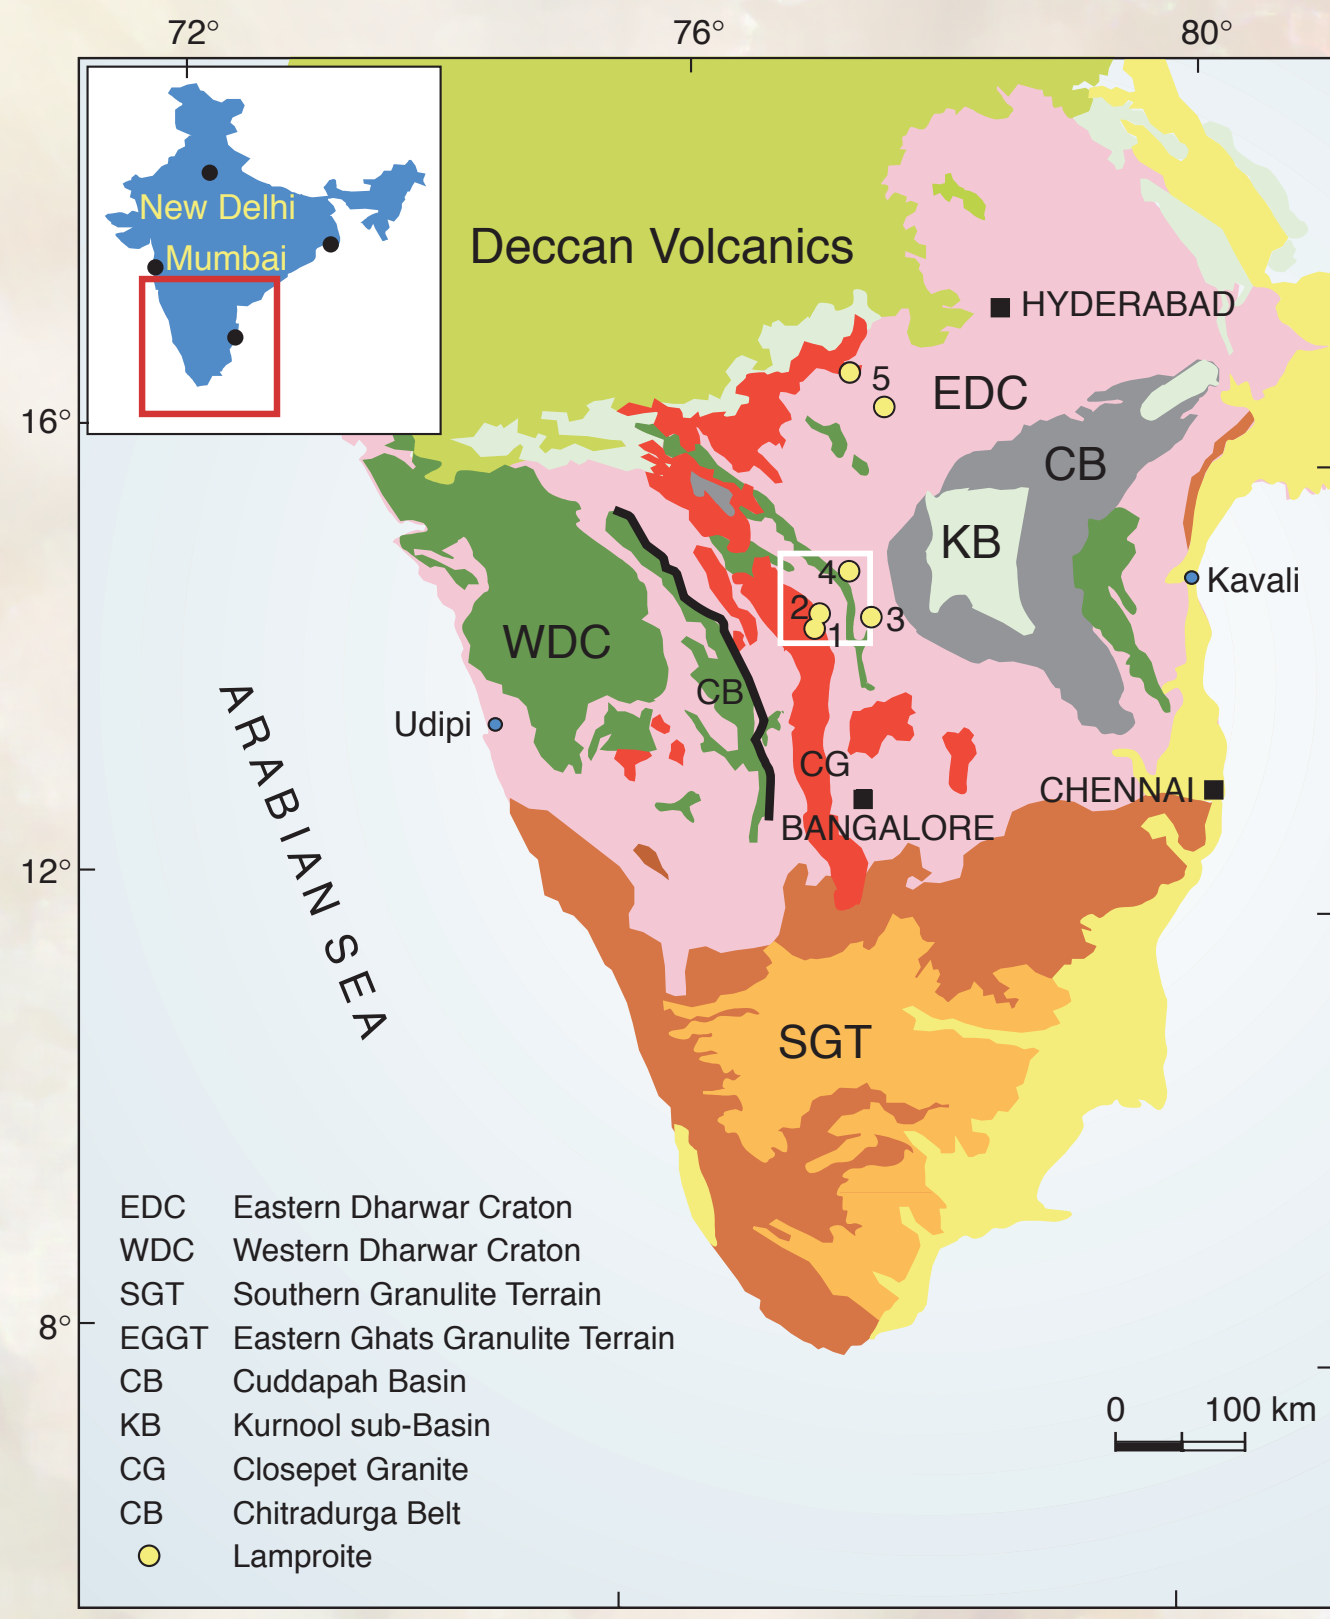 72° 76° 80°
New Delhi
Mumbai
Deccan Volcanics
HYDERABAD
5
EDC
16°
CB
KB
4
Kavali
2
3
1
WDC
CB
Udipi
ARABIAN SEA
CG
CHENNAI
BANGALORE
12°
SGT
EDC Eastern Dharwar Craton
WDC Western Dharwar Craton
SGT Southern Granulite Terrain
8°
EGGT Eastern Ghats Granulite Terrain
CB Cuddapah Basin
0 100 km
KB Kurnool sub-Basin
CG Closepet Granite
CB Chitradurga Belt
Lamproite